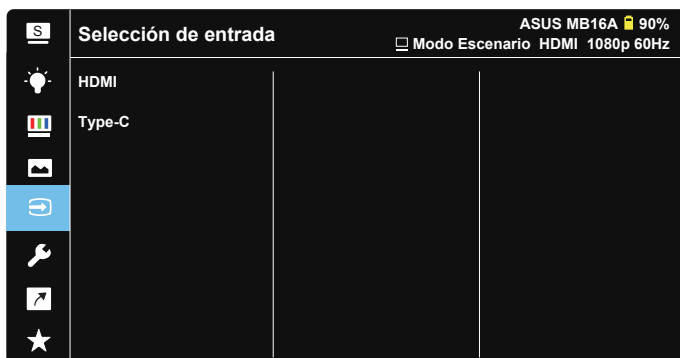 S
Selección de entrada
ASUS MB16A 90%
Modo Escenario HDMI 1080p 60Hz
HDMI
Type-C